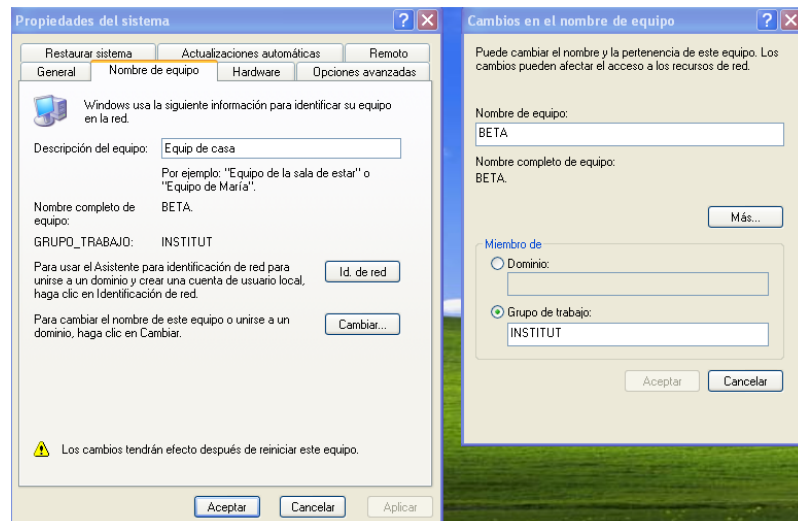 Propiedades del sistema
Restaurar sistema
Actualizaciones automáticas
Remoto
General
Nombre de equipo
Hardware
Opciones avanzadas
Windows usa la siguiente información para identificar su equipo
en la red.
Descripción del equipo:
Equip de casa
Por ejemplo: "Equipo de la sala de estar" o
"Equipo de María".
Nombre completo de
equipo:
BETA.
GRUPO_TRABAJO:
INSTITUT
Para usar el Asistente para identificación de red para
unirse a un dominio y crear una cuenta de usuario local,
haga clic en Identificación
de red.
Id. de red
Para cambiar el nombre de este equipo o unirse a un
dominio, haga clic en Cambiar.
Cambiar...
Los cambios tendrán efecto después de reiniciar este equipo.
Aceptar
Cancelar
Aplicar
Cambios en el nombre de equipo
Puede cambiar el nombre y la pertenencia de este equipo. Los
cambios pueden afectar el acceso a los recursos de red.
Nombre de equipo:
BETA
Nombre completo de equipo:
BETA.
Más...
Miembro de
Dominio:
Grupo de trabajo:
INSTITUT
Aceptar
Cancelar